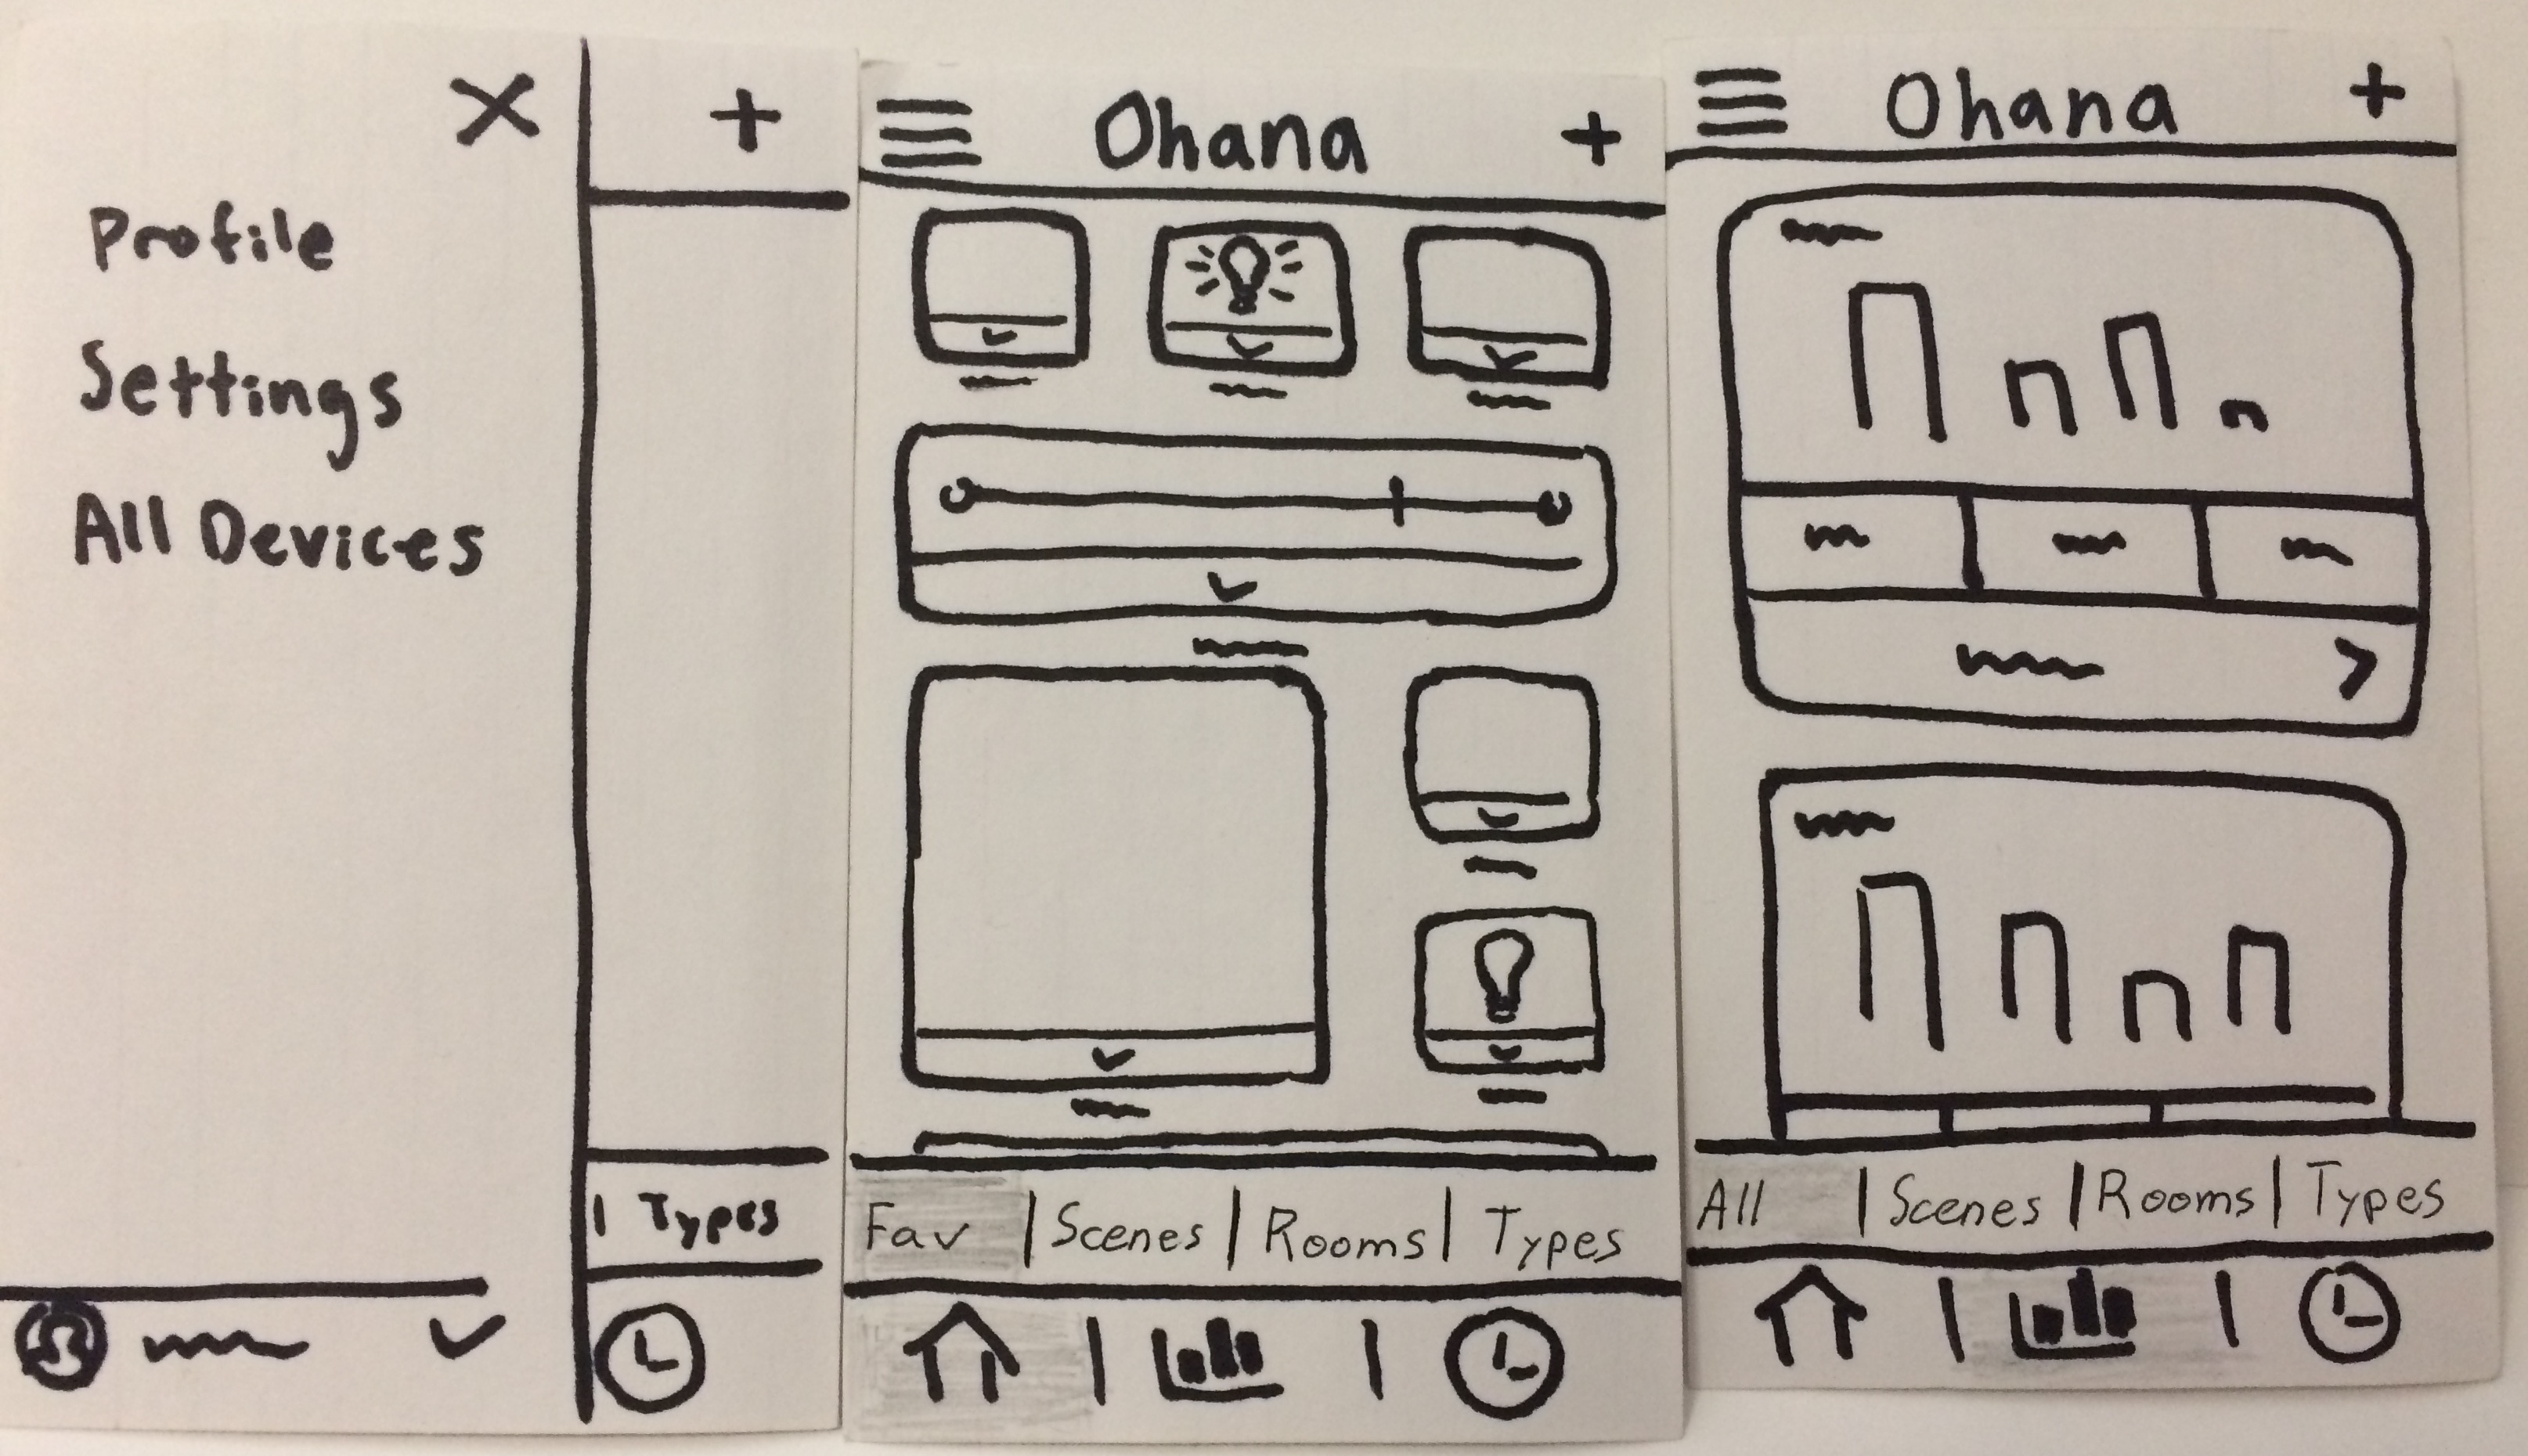 X
+
Profile
Settings
All Devices
| Types
Ohana +
Fav | Scenes | Rooms | Types
Ohana +
All | Scenes | Rooms | Types